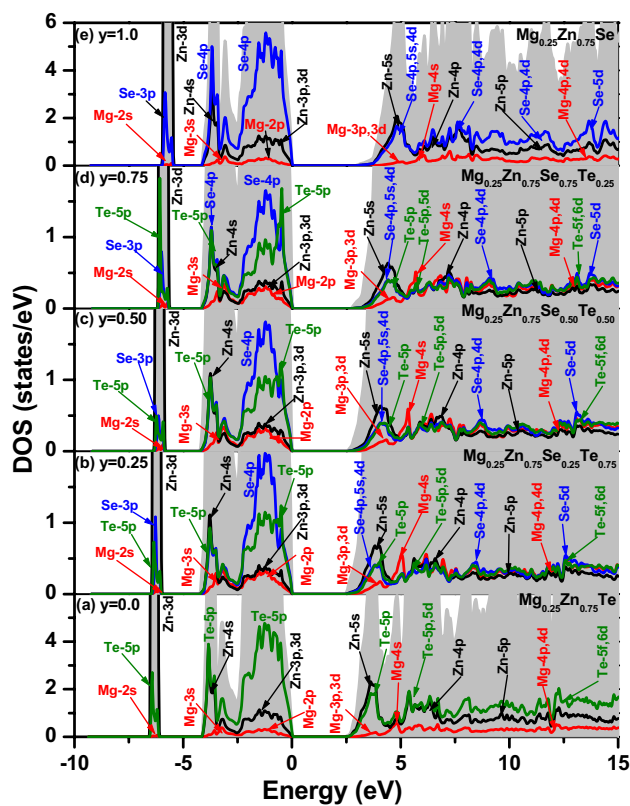 (e) y=1.0
Mg0.25Zn0.75Se
Zn-3d
Se-3p
Mg-2s
Zn-4s
Se-4p
Mg-3s
Se-4p
Mg-2p
Zn-3p,3d
Zn-5s
Mg-3p,3d
Se-4p,5s,4d
Mg-4s
Zn-4p
Se-4p,4d
Zn-5p
Se-4p,4d
Mg-4p,4d
Se-5d
6
4
2
0
(d) y=0.75
Mg0.25Zn0.75Se0.75Te0.25
Te-5p
Zn-3d
Se-3p
Mg-2s
Te-5p
Se-4p
Zn-4s
Mg-3s
Se-4p
Te-5p
Zn-3p,3d
Mg-2p
Zn-5s
Mg-3p,3d
Se-4p,5s,4d
Te-5p
Te-5p,5d
Mg-4s
Zn-4p
Se-4p,4d
Zn-5p
Mg-4p,4d
Te-5f,6d
Se-5d
1
0
(c) y=0.50
Mg0.25Zn0.75Se0.50Te0.50
Zn-3d
Se-3p
Te-5p
Mg-2s
Te-5p
Zn-4s
Mg-3s
Se-4p
Te-5p
Zn-3p,3d
Mg-2p
Mg-3p,3d
Zn-5s
Se-4p,5s,4d
Te-5p
Mg-4s
Te-5p,5d
Zn-4p
Se-4p,4d
Zn-5p
Mg-4p,4d
Se-5d
Te-5f,6d
1
0
(b) y=0.25
Mg0.25Zn0.75Se0.25Te0.75
Zn-3d
Se-3p
Te-5p
Mg-2s
Te-5p
Zn-4s
Mg-3s
Se-4p
Te-5p
Zn-3p,3d
Mg-2p
Mg-3p,3d
Se-4p,5s,4d
Zn-5s
Te-5p
Mg-4s
Te-5p,5d
Zn-4p
Se-4p,4d
Zn-5p
Mg-4p,4d
Se-5d
Te-5f,6d
1
0
(a) y=0.0
Mg0.25Zn0.75Te
Zn-3d
Te-5p
Mg-2s
Te-5p
Zn-4s
Mg-3s
Te-5p
Zn-3p,3d
Mg-2p
Mg-3p,3d
Zn-5s
Te-5p
Mg-4s
Te-5p,5d
Zn-4p
Zn-5p
Mg-4p,4d
Te-5f,6d
4
2
0
-10 -5 0 5 10 15
DOS (states/eV)
Energy (eV)